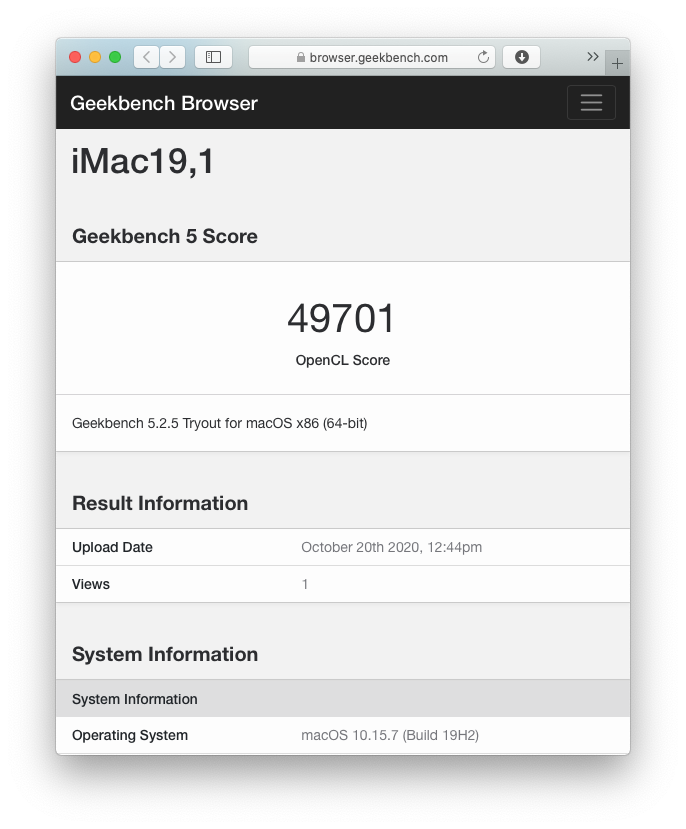 browser.geekbench.com
Geekbench Browser
iMac19,1
Geekbench 5 Score
49701
OpenCL Score
Geekbench 5.2.5 Tryout for macOS x86 (64-bit)
Result Information
Upload Date October 20th 2020, 12:44pm
Views 1
System Information
System Information
Operating System macOS 10.15.7 (Build 19H2)